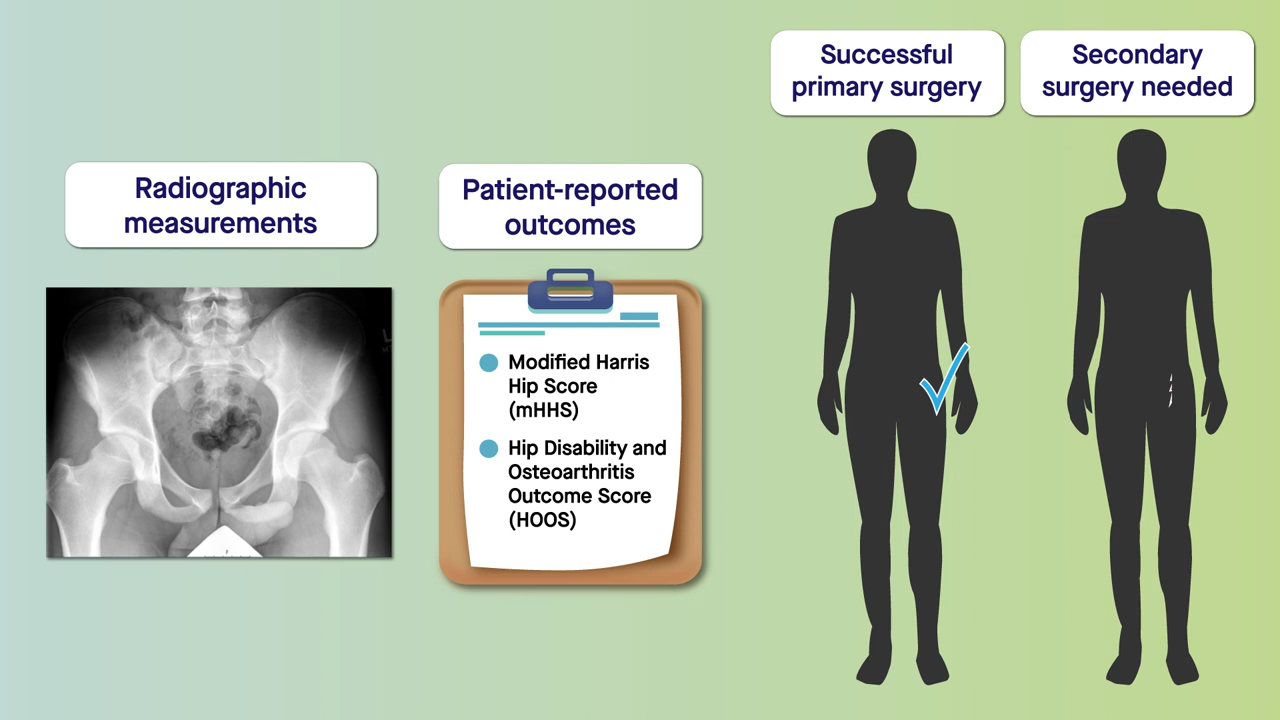 Radiographic
measurements
Patient-reported
outcomes
Modified Harris
Hip Score
(mHHS)
Hip Disability and
Osteoarthritis
Outcome Score
(HOOS)
Successful
primary surgery
Secondary
surgery needed